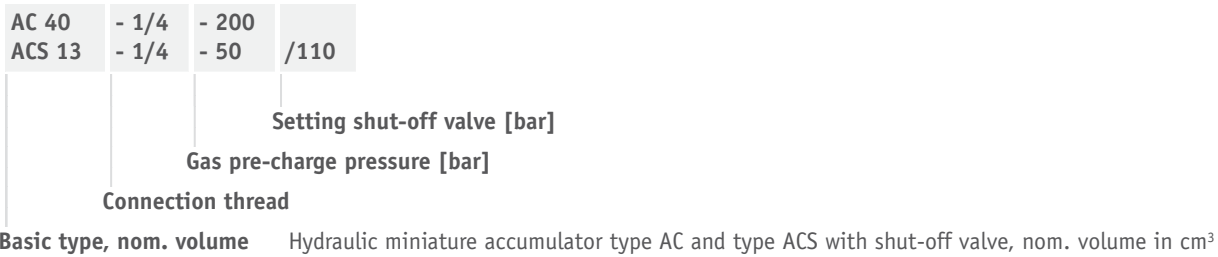 AC 40 - 1/4 - 200
ACS 13 - 1/4 - 50 /110
Setting shut-off valve [bar]
Gas pre-charge pressure [bar]
Connection thread
Basic type, nom. volume Hydraulic miniature accumulator type AC and type ACS with shut-off valve, nom. volume in cm³